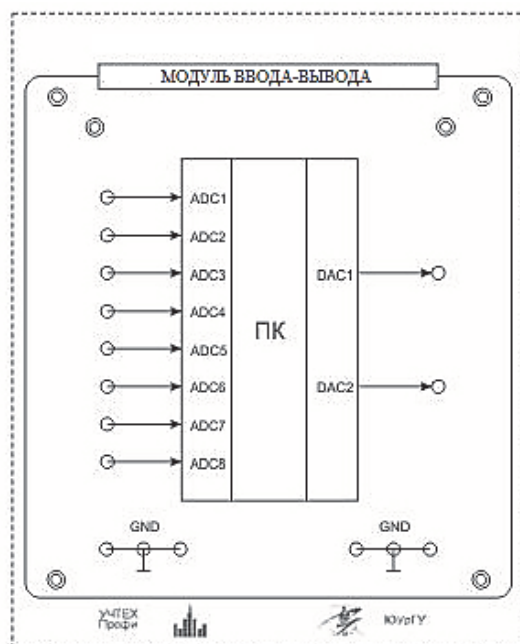 МОДУЛЬ ВВОДА-ВЫВОДА
ADC1
ADC2
ADC3
DAC1
ADC4
ПК
ADC5
ADC6
DAC2
ADC7
ADC8
GND
GND
УЧТЕХ
Профи
ЮУрГУ